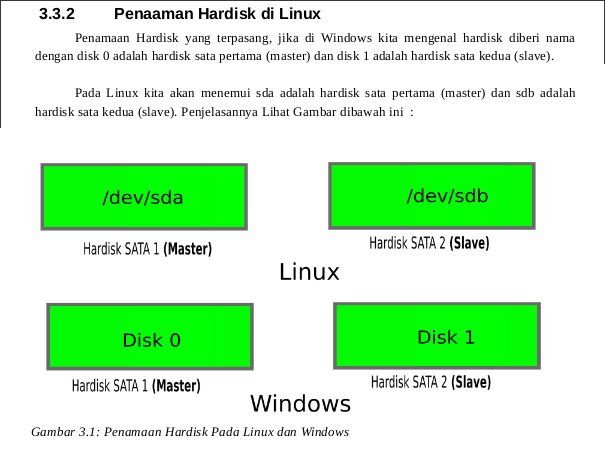 3.3.2 Penaaman Hardisk di Linux
Penamaan Hardisk yang terpasang, jika di Windows kita mengenal hardisk diberi nama
dengan disk 0 adalah hardisk sata pertama (master) dan disk 1 adalah hardisk sata kedua (slave).
Pada Linux kita akan menemui sda adalah hardisk sata pertama (master) dan sdb adalah
hardisk sata kedua (slave). Penjelasannya Lihat Gambar dibawah ini :
/dev/sda
/dev/sdb
Hardisk SATA 1 (Master)
Hardisk SATA 2 (Slave)
Linux
Disk 0
Disk 1
Hardisk SATA 1 (Master)
Hardisk SATA 2 (Slave)
Windows
Gambar 3.1: Penamaan Hardisk Pada Linux dan Windows